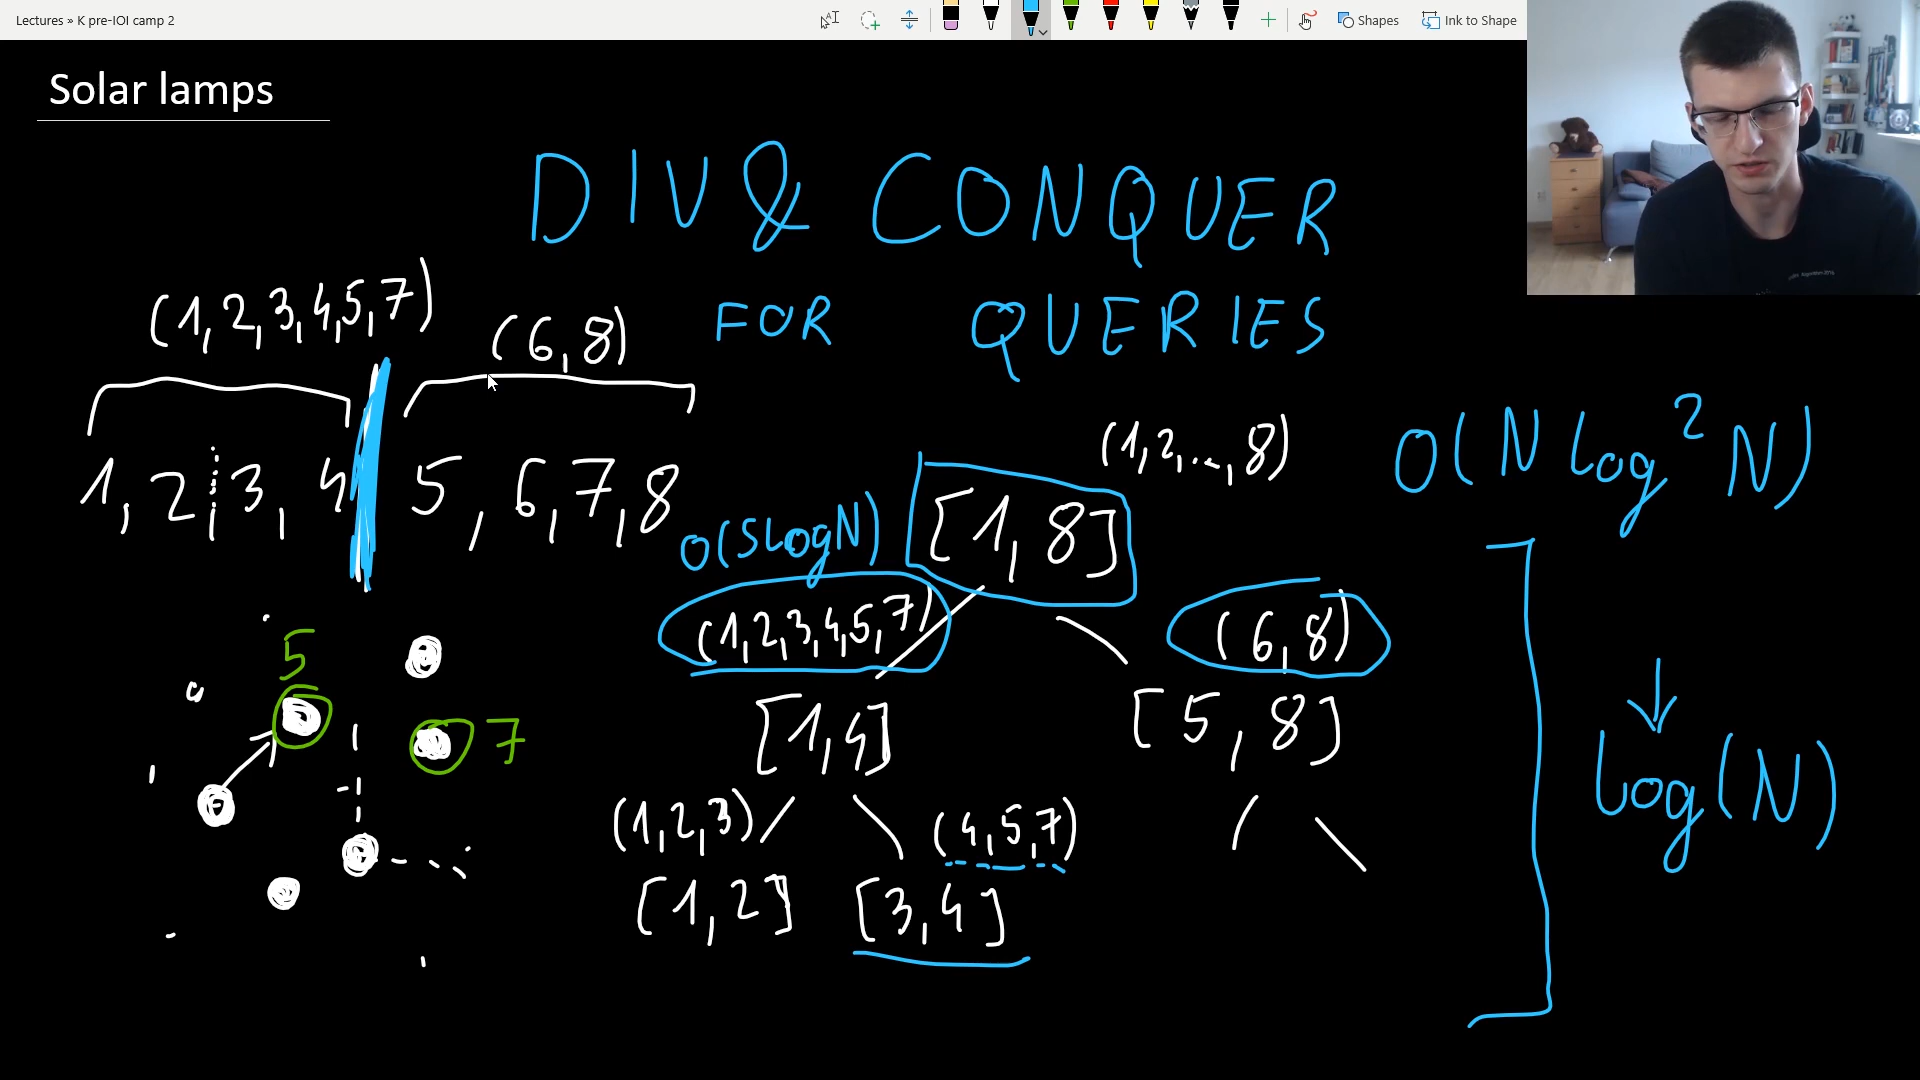 Lectures » K pre-IOI camp 2
Shapes
Ink to Shape
Solar lamps
DIV & CONQUER
FOR QUERIES
(1,2,3,4,5,7)
(6,8)
1, 2, 3, 4
5, 6, 7, 8
(1,2,...,8)
O(N log² N)
O(S log N)
[1, 8]
(1,2,3,4,5,7)
(6,8)
5
7
[1,4]
[5, 8]
log(N)
(1,2,3)
(4,5,7)
[1, 2]
[3,4]